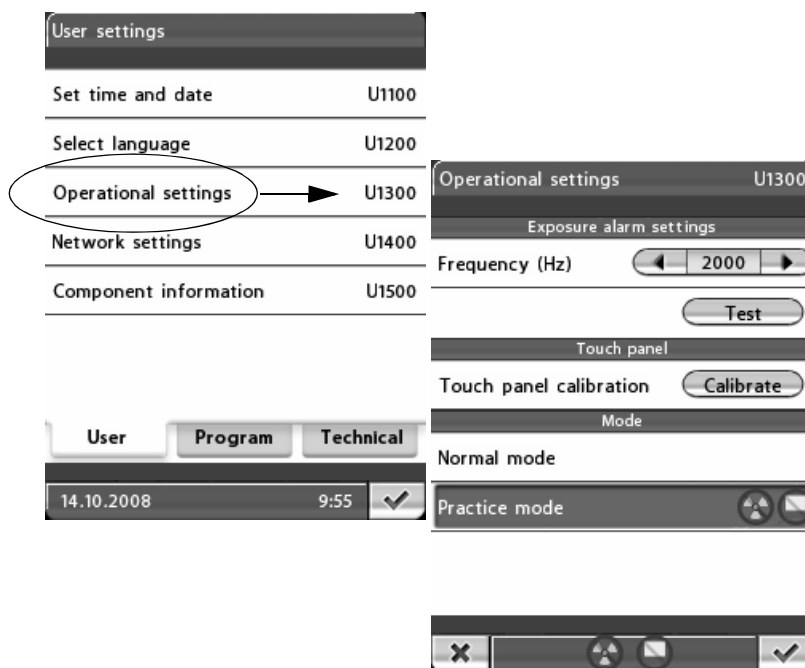 User settings
Set time and date U1100
Select language U1200
Operational settings U1300
Network settings U1400
Component information U1500
User Program Technical
14.10.2008 9:55
Operational settings U1300
Exposure alarm settings
Frequency (Hz) 2000
Test
Touch panel
Touch panel calibration Calibrate
Mode
Normal mode
Practice mode